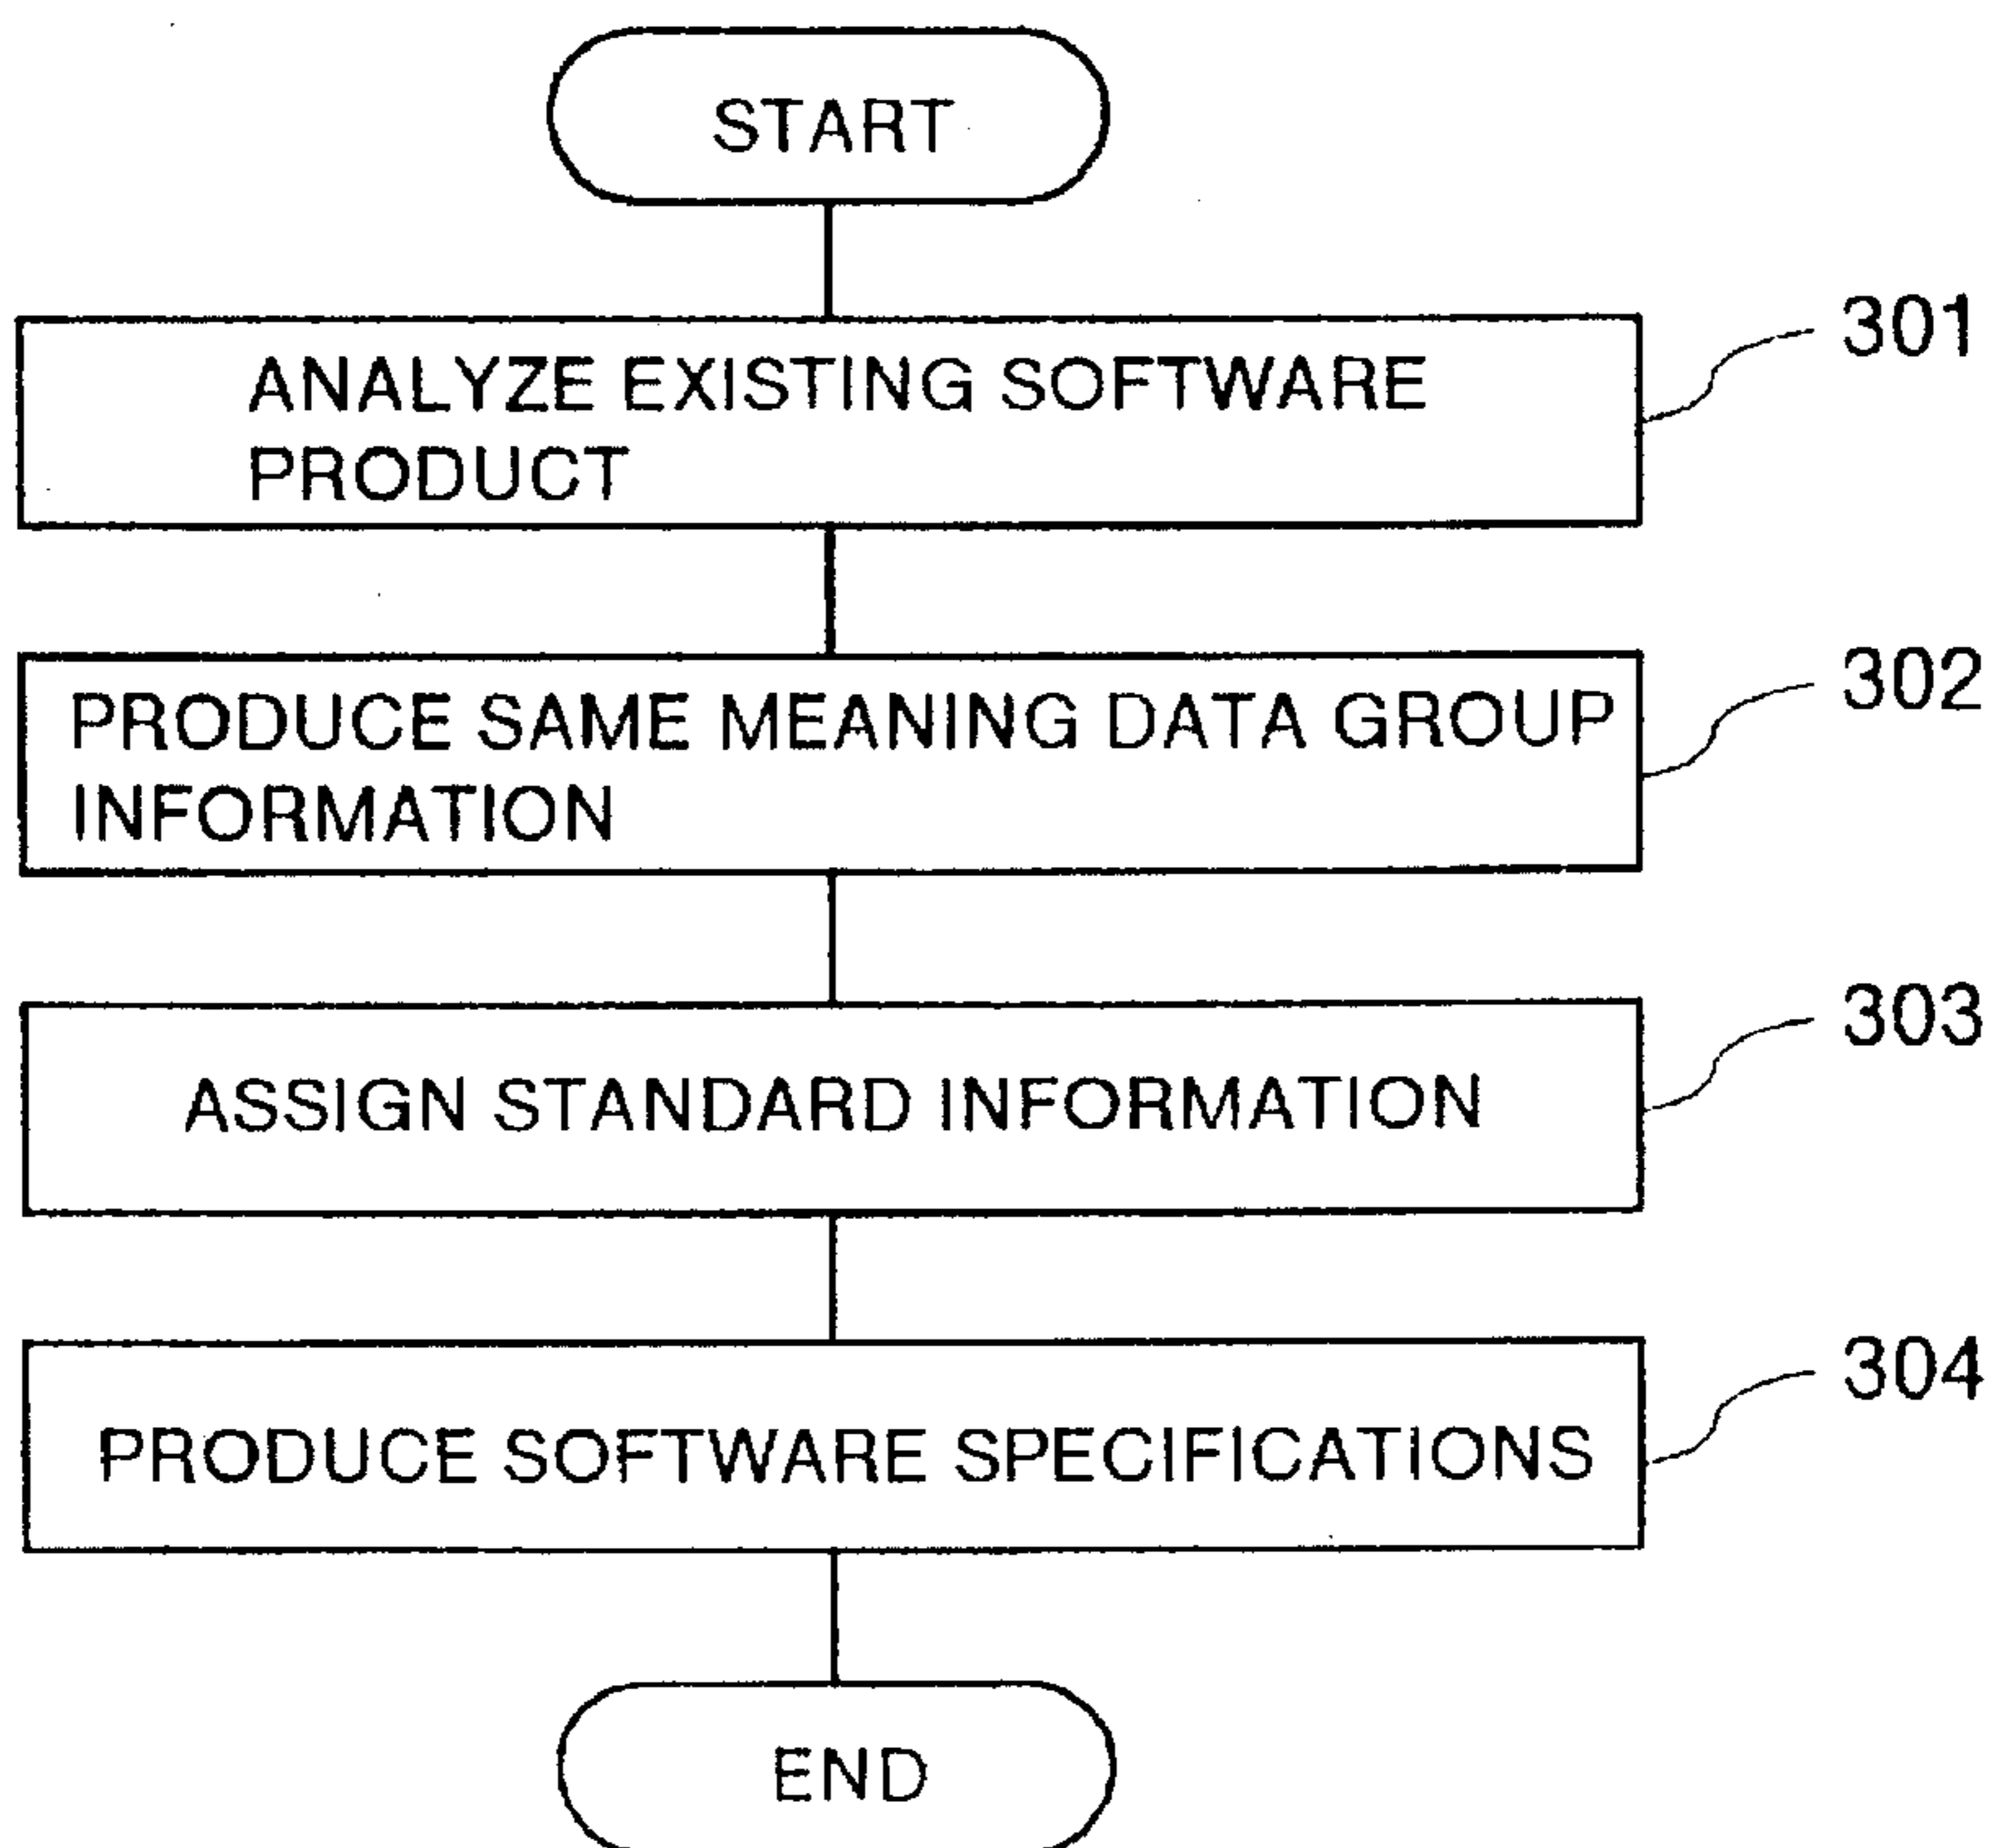 START
ANALYZE EXISTING SOFTWARE
PRODUCT
301
PRODUCE SAME MEANING DATA GROUP
INFORMATION
302
ASSIGN STANDARD INFORMATION
303
PRODUCE SOFTWARE SPECIFICATIONS
304
END